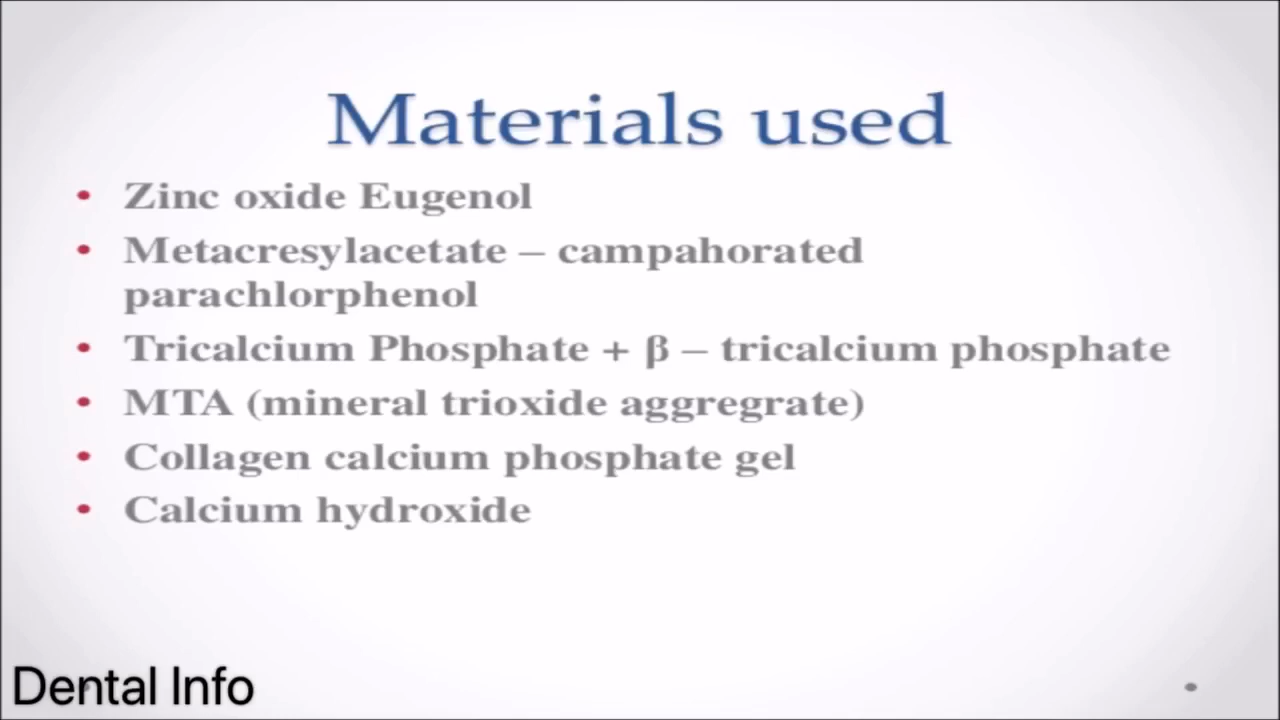 Materials used
• Zinc oxide Eugenol
• Metacresylacetate – campahorated
parachlorphenol
• Tricalcium Phosphate + β – tricalcium phosphate
• MTA (mineral trioxide aggregrate)
• Collagen calcium phosphate gel
• Calcium hydroxide
Dental Info